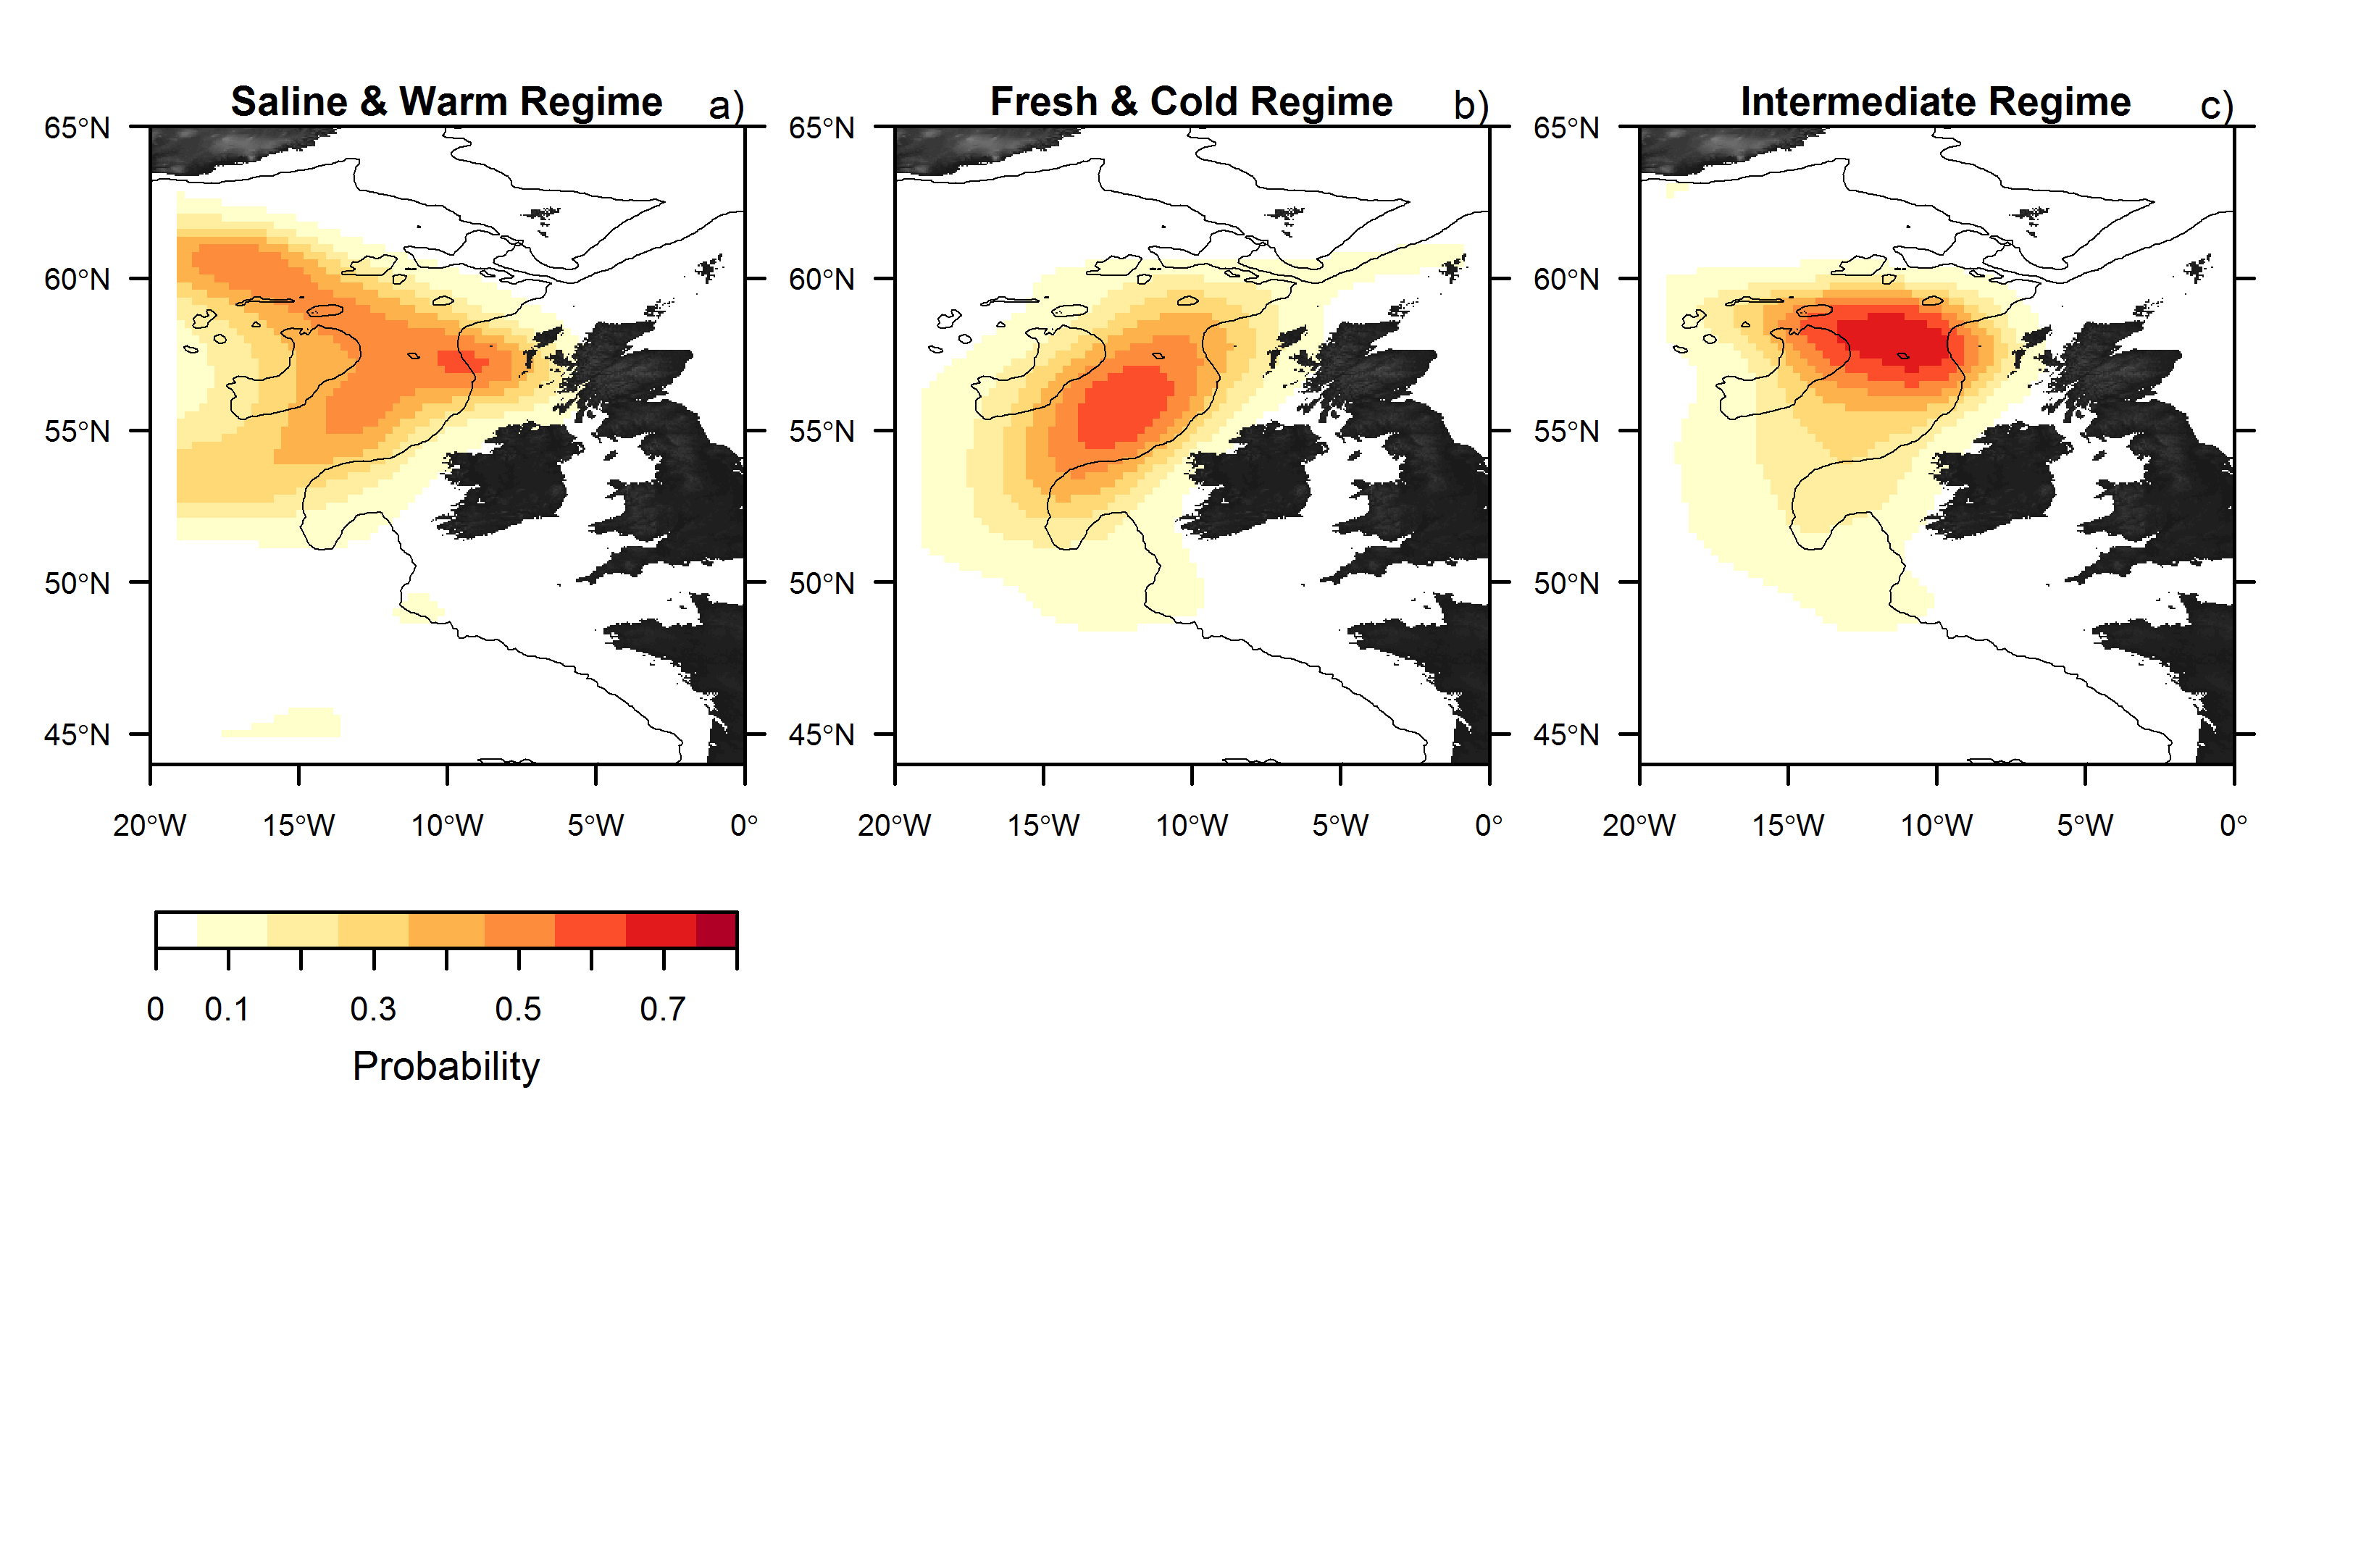 Saline & Warm Regime a) Fresh & Cold Regime b) Intermediate Regime c)
65°N 65°N 65°N
60°N 60°N 60°N
55°N 55°N 55°N
50°N 50°N 50°N
45°N 45°N 45°N
20°W 15°W 10°W 5°W 0° 20°W 15°W 10°W 5°W 0° 20°W 15°W 10°W 5°W 0°
0 0.1 0.3 0.5 0.7
Probability